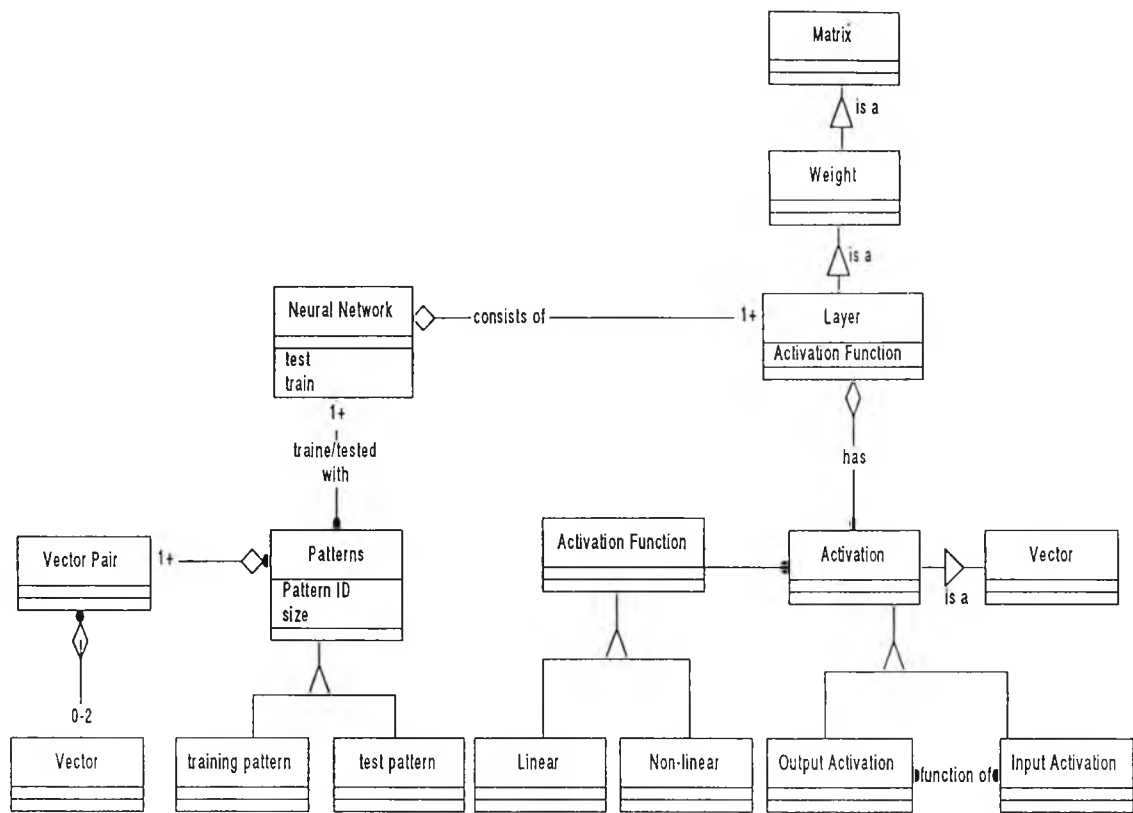 Matrix
is a
Weight
is a
Neural Network
test
train
consists of
1+
Layer
Activation Function
1+
traine/tested
with
has
Vector Pair
1+
Patterns
Pattern ID
size
Activation Function
Activation
is a
Vector
0-2
Vector
training pattern
test pattern
Linear
Non-linear
Output Activation
function of
Input Activation